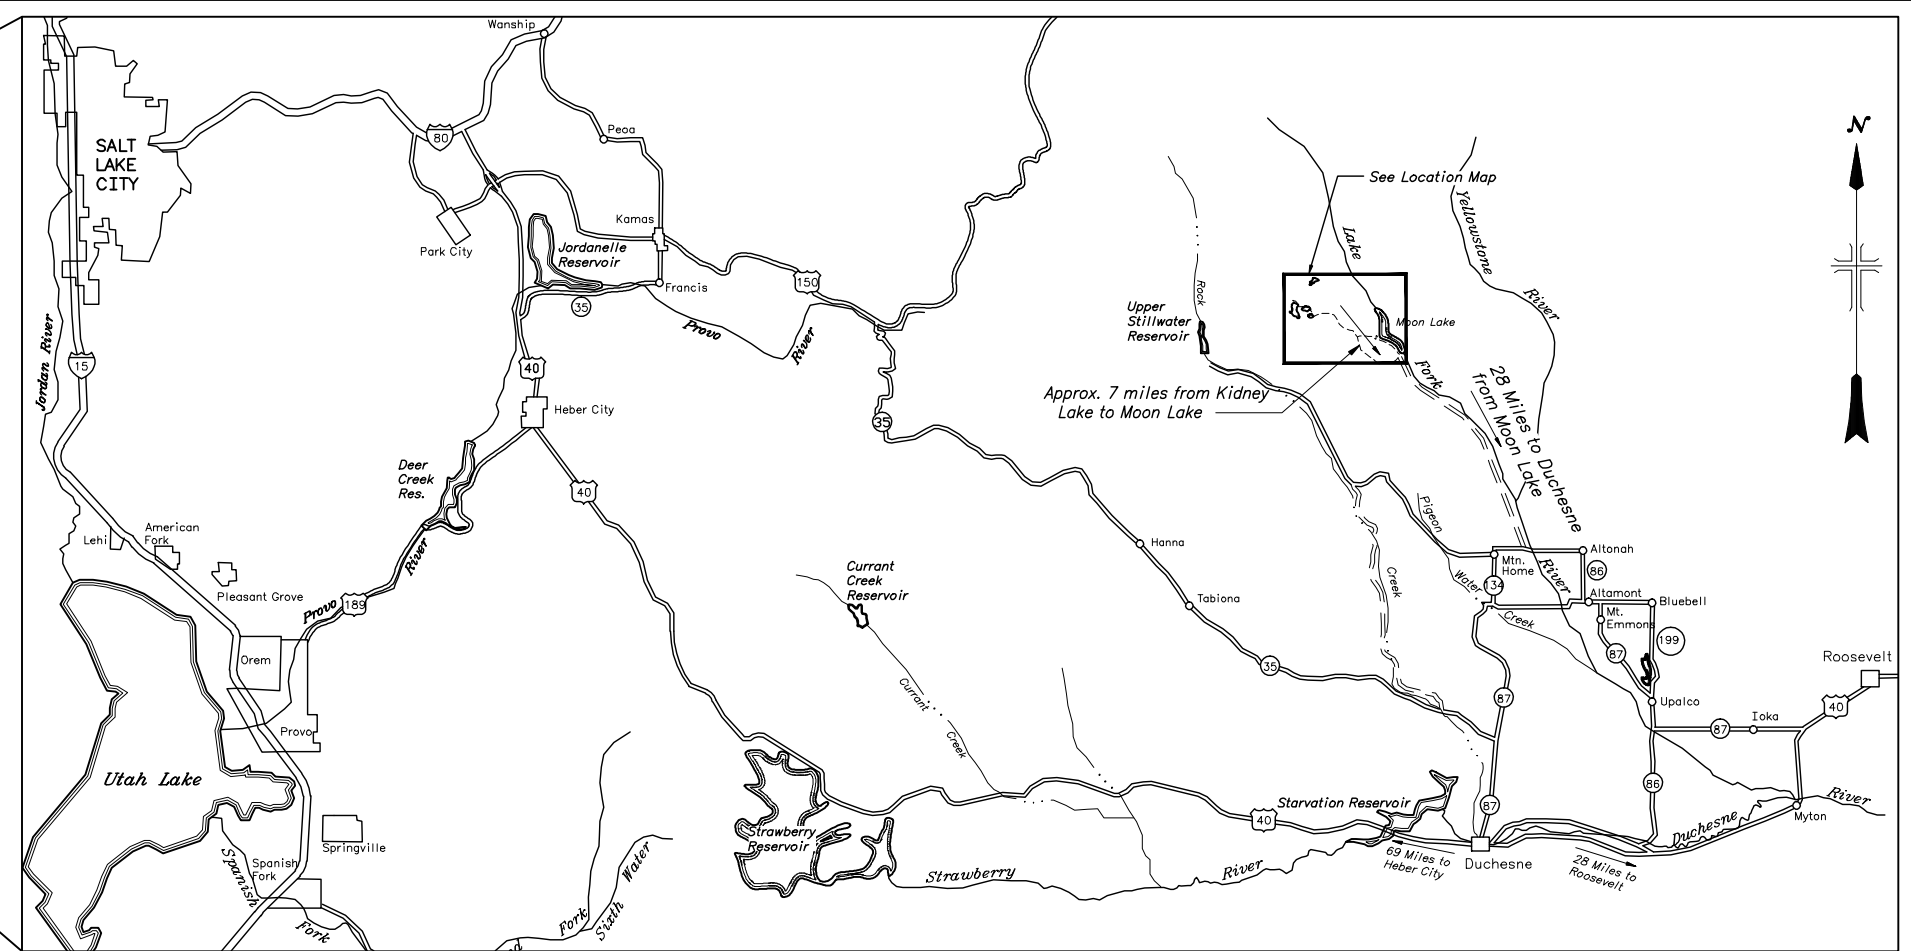 Wanship
SALT
LAKE
CITY
80
Peoa
Kamas
Park City
Jordanelle
Reservoir
Francis
35
150
Provo
River
Jordan River
15
40
Heber City
35
Deer
Creek
Res.
40
Lehi
American
Fork
Pleasant Grove
River
Provo
189
Orem
Provo
Utah Lake
Springville
Spanish
Fork
Spanish
Fork
Fork
Sixth
Water
Currant
Creek
Reservoir
Currant
Creek
Strawberry
Reservoir
Strawberry
River
Hanna
Tabiona
35
40
Starvation Reservoir
69 Miles to
Heber City
Duchesne
28 Miles to
Roosevelt
Duchesne
River
Myton
N
See Location Map
Lake
Yellowstone
River
Rock
Upper
Stillwater
Reservoir
Moon Lake
Fork
Approx. 7 miles from Kidney
Lake to Moon Lake
28 Miles to Duchesne
from Moon Lake
Pigeon
Water
Creek
Creek
Mtn.
Home
River
Altonah
86
134
Altamont
Bluebell
Mt.
Emmons
87
199
Upalco
87
87
Ioka
40
Roosevelt
86
87